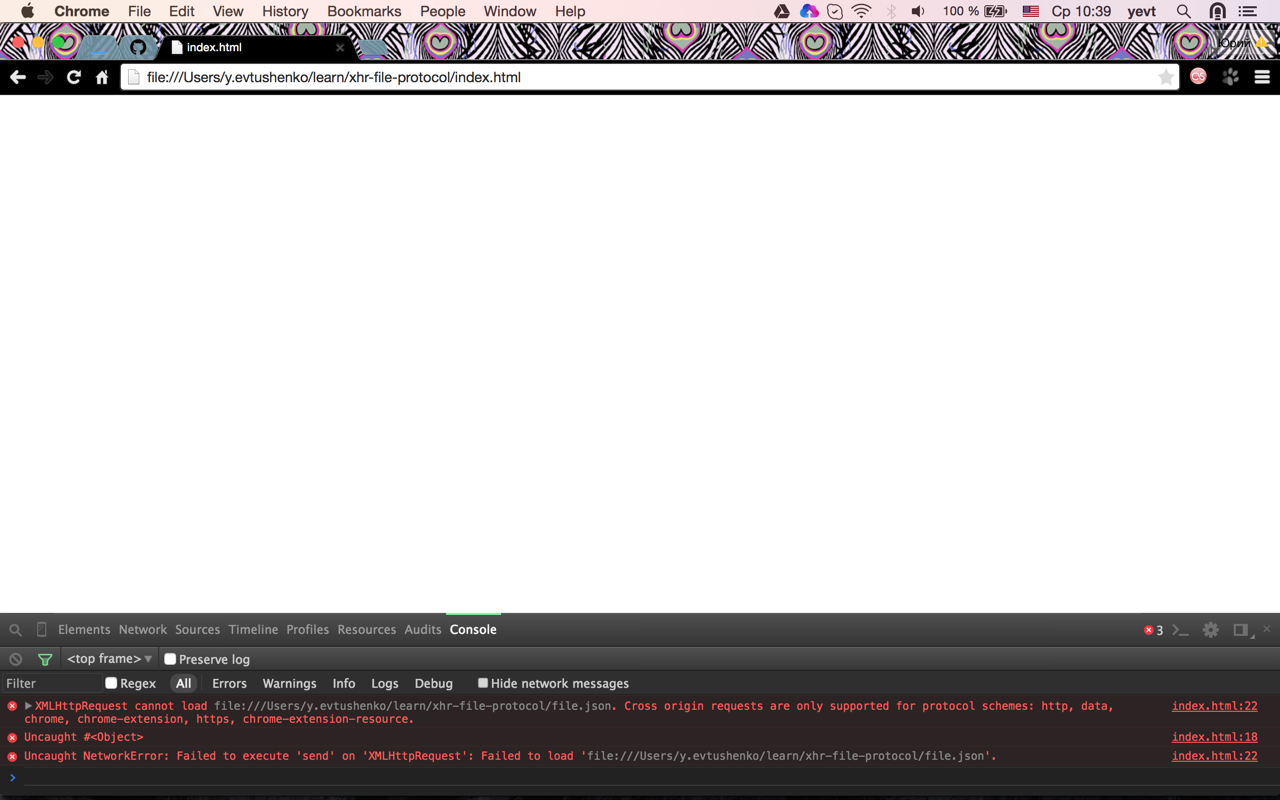 Chrome File Edit View History Bookmarks People Window Help 100 % Ср 10:39 yevt
index.html Юрий
file:///Users/y.evtushenko/learn/xhr-file-protocol/index.html
Elements Network Sources Timeline Profiles Resources Audits Console 3
<top frame> Preserve log
Filter Regex All Errors Warnings Info Logs Debug Hide network messages
XMLHttpRequest cannot load file:///Users/y.evtushenko/learn/xhr-file-protocol/file.json. Cross origin requests are only supported for protocol schemes: http, data, index.html:22
chrome, chrome-extension, https, chrome-extension-resource.
Uncaught #<Object> index.html:18
Uncaught NetworkError: Failed to execute 'send' on 'XMLHttpRequest': Failed to load 'file:///Users/y.evtushenko/learn/xhr-file-protocol/file.json'. index.html:22